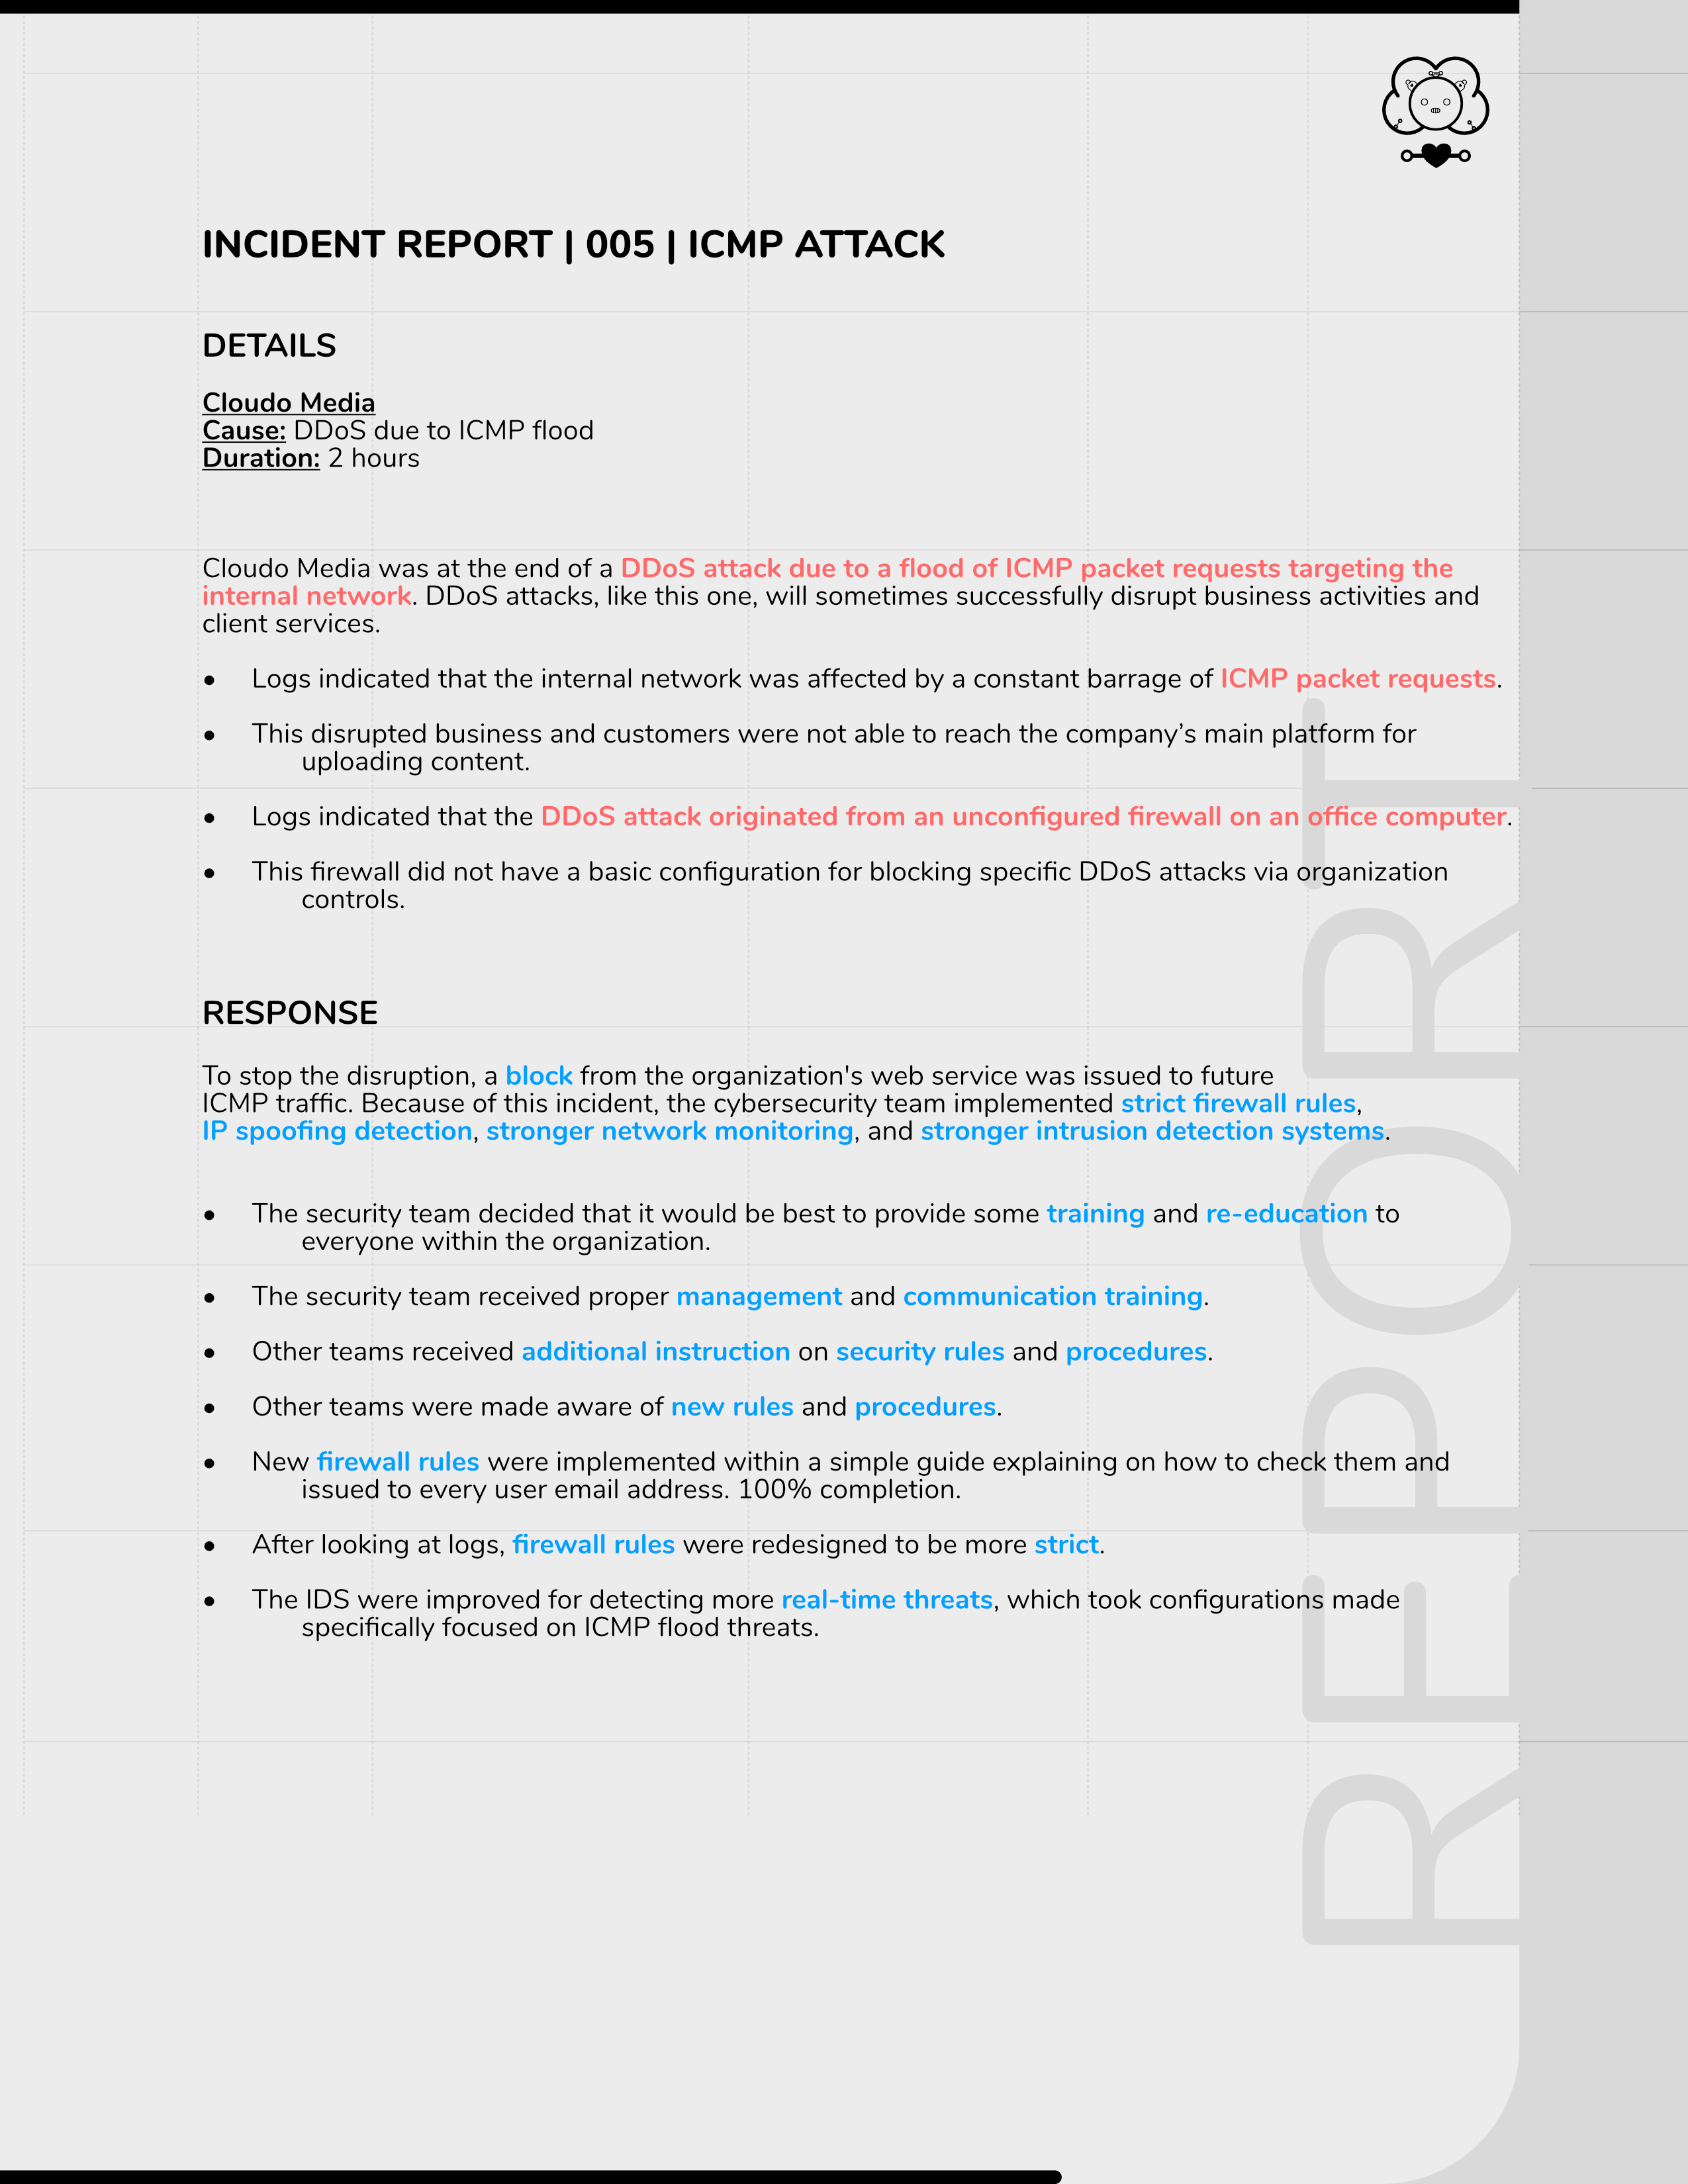 INCIDENT REPORT | 005 | ICMP ATTACK
DETAILS
Cloudo Media
Cause: DDoS due to ICMP flood
Duration: 2 hours
Cloudo Media was at the end of a DDoS attack due to a flood of ICMP packet requests targeting the
internal network. DDoS attacks, like this one, will sometimes successfully disrupt business activities and
client services.
• Logs indicated that the internal network was affected by a constant barrage of ICMP packet requests.
• This disrupted business and customers were not able to reach the company’s main platform for
uploading content.
• Logs indicated that the DDoS attack originated from an unconfigured firewall on an office computer.
• This firewall did not have a basic configuration for blocking specific DDoS attacks via organization
controls.
RESPONSE
To stop the disruption, a block from the organization's web service was issued to future
ICMP traffic. Because of this incident, the cybersecurity team implemented strict firewall rules,
IP spoofing detection, stronger network monitoring, and stronger intrusion detection systems.
• The security team decided that it would be best to provide some training and re-education to
everyone within the organization.
• The security team received proper management and communication training.
• Other teams received additional instruction on security rules and procedures.
• Other teams were made aware of new rules and procedures.
• New firewall rules were implemented within a simple guide explaining on how to check them and
issued to every user email address. 100% completion.
• After looking at logs, firewall rules were redesigned to be more strict.
• The IDS were improved for detecting more real-time threats, which took configurations made
specifically focused on ICMP flood threats.
REPORT